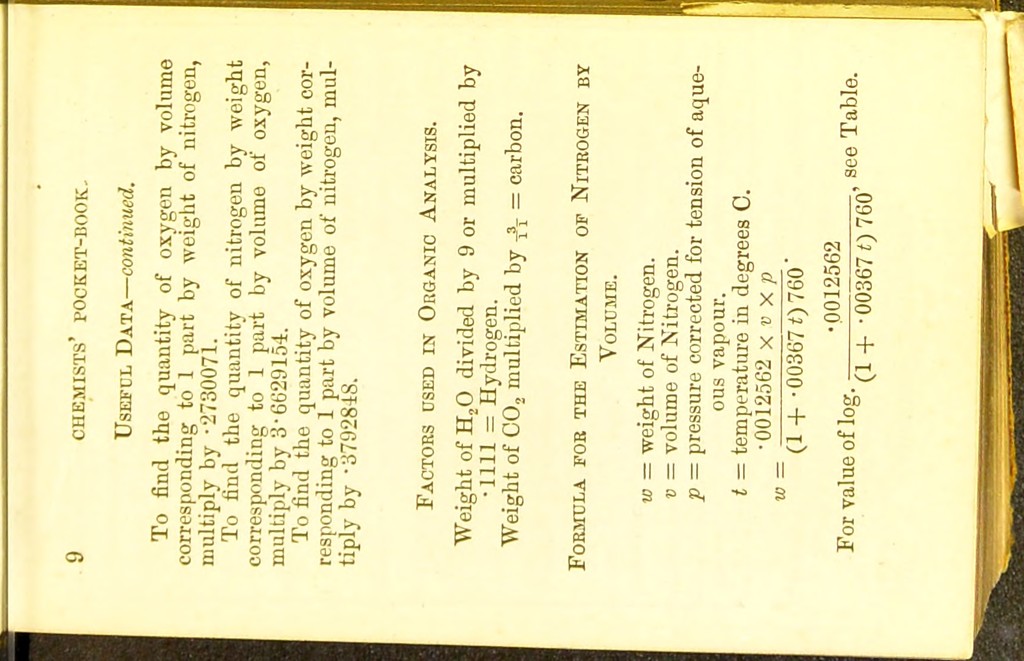 9 CHEMISTS' POCKET-BOOK.
USEFUL DATA—continued.
To find the quantity of oxygen by volume
corresponding to 1 part by weight of nitrogen,
multiply by ·2730071.
To find the quantity of nitrogen by weight
corresponding to 1 part by volume of oxygen,
multiply by 3·6629154.
To find the quantity of oxygen by weight cor-
responding to 1 part by volume of nitrogen, mul-
tiply by ·3792848.
FACTORS USED IN ORGANIC ANALYSIS.
Weight of H₂O divided by 9 or multiplied by
·1111 = Hydrogen.
Weight of CO₂ multiplied by 3/11 = carbon.
FORMULA FOR THE ESTIMATION OF NITROGEN BY
VOLUME.
w = weight of Nitrogen.
v = volume of Nitrogen.
p = pressure corrected for tension of aque-
ous vapour.
t = temperature in degrees C.
w = ·0012562 × v × p
(1 + ·00367 t) 760 .
For value of log. ·0012562
(1 + ·00367 t) 760 , see Table.